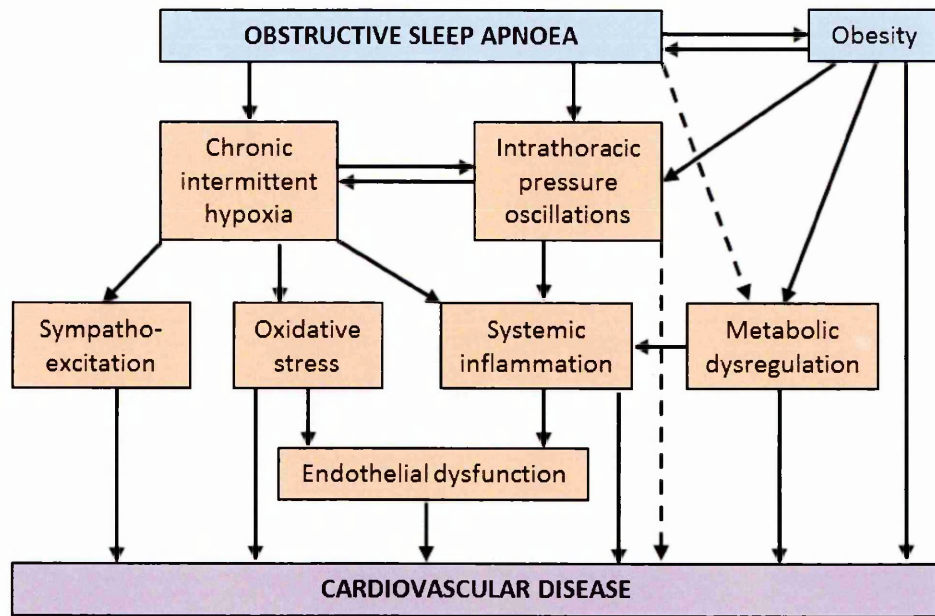 OBSTRUCTIVE SLEEP APNOEA
Obesity
Chronic
intermittent
hypoxia
Intrathoracic
pressure
oscillations
Sympatho-
excitation
Oxidative
stress
Systemic
inflammation
Metabolic
dysregulation
Endothelial dysfunction
CARDIOVASCULAR DISEASE